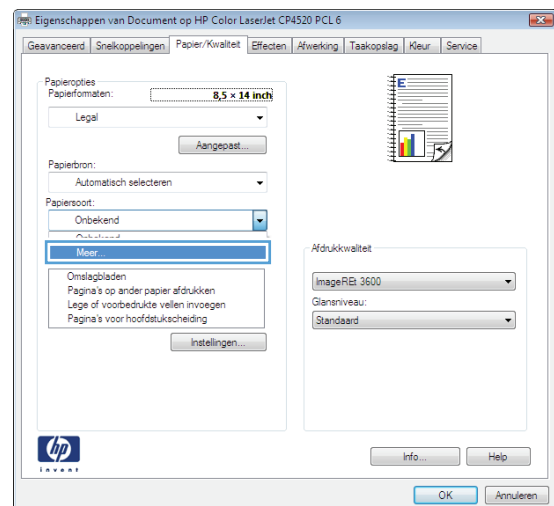 Eigenschappen van Document op HP Color LaserJet CP4520 PCL 6
Geavanceerd Snelkoppelingen Papier/Kwaliteit Effecten Afwerking Taakopslag Kleur Service
Papieropties
Papierformaten: 8,5 × 14 inch
Legal
Aangepast...
Papierbron:
Automatisch selecteren
Papiersoort:
Onbekend
Onbekend
Meer...
Omslagbladen
Pagina's op ander papier afdrukken
Lege of voorbedrukte vellen invoegen
Pagina's voor hoofdstukscheiding
Instellingen...
E
Afdrukkwaliteit
ImageREt 3600
Glansniveau:
Standaard
hp
invent
Info... Help
OK Annuleren